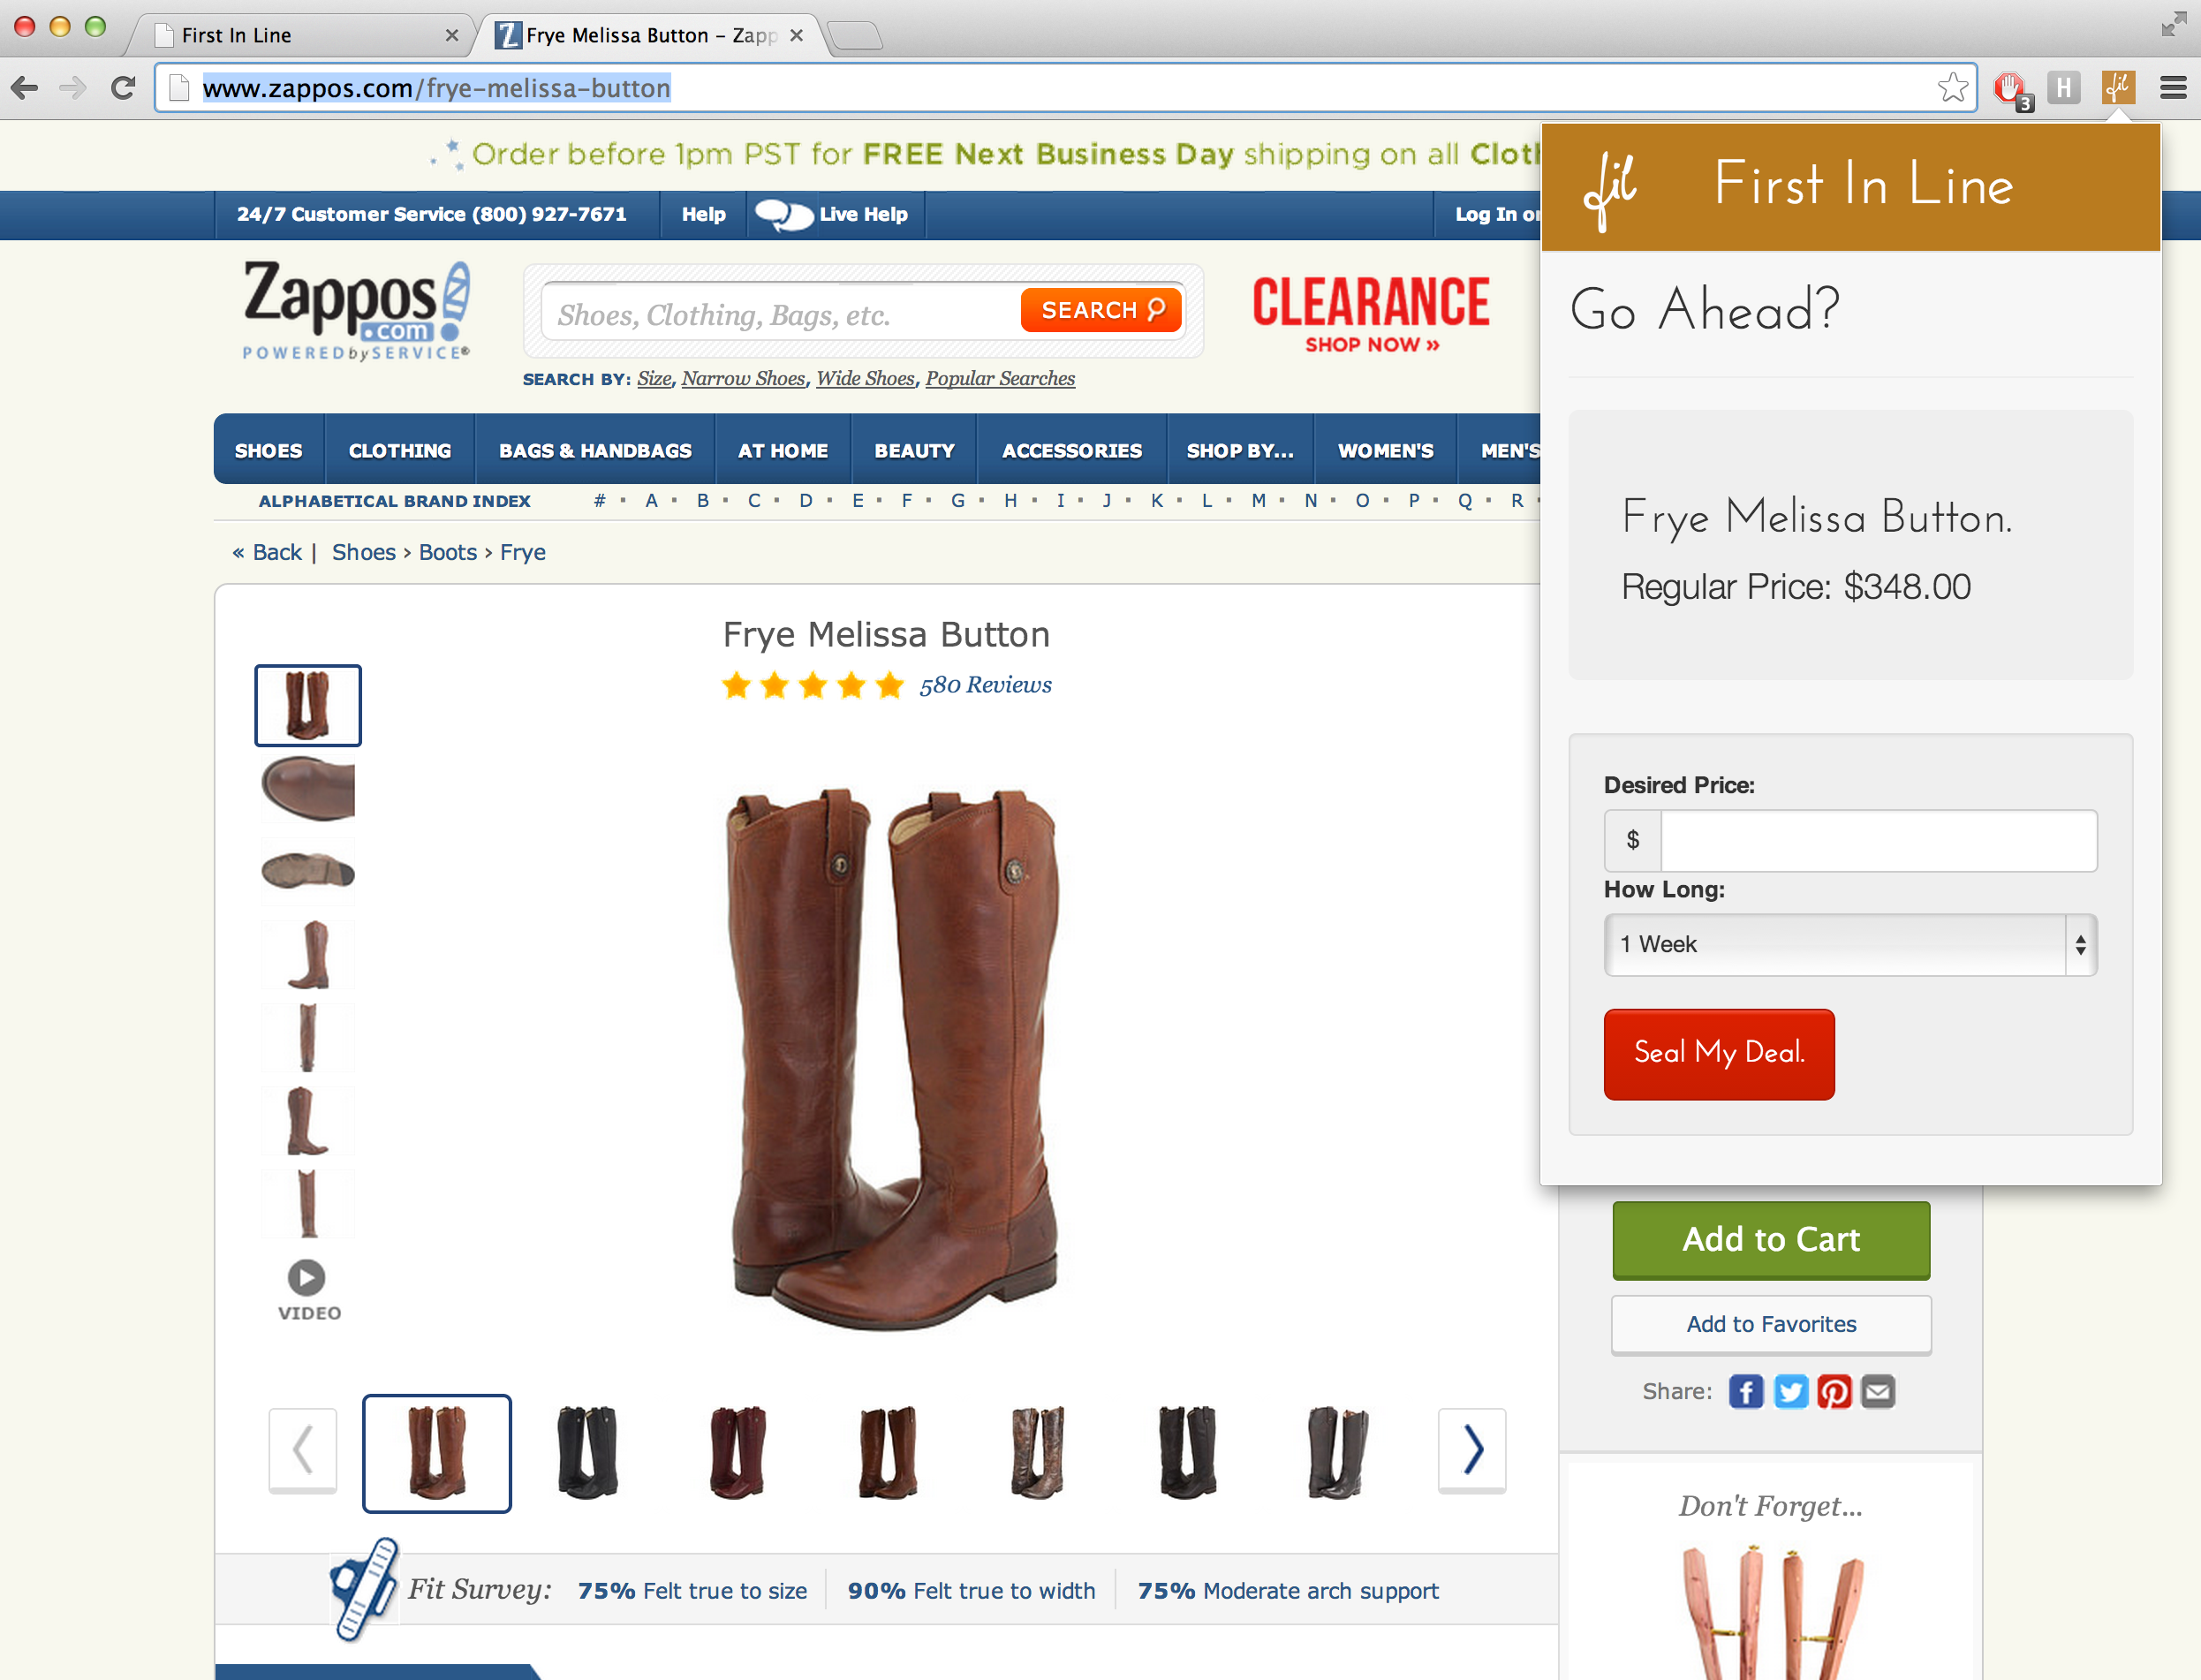 First In Line
Frye Melissa Button – Zapp
www.zappos.com/frye-melissa-button
3
H
fil
Order before 1pm PST for FREE Next Business Day shipping on all Cloth
24/7 Customer Service (800) 927-7671
Help
Live Help
Log In or
Zappos
.com
POWEREDbySERVICE®
Shoes, Clothing, Bags, etc.
SEARCH
CLEARANCE
SHOP NOW »
SEARCH BY: Size, Narrow Shoes, Wide Shoes, Popular Searches
SHOES
CLOTHING
BAGS & HANDBAGS
AT HOME
BEAUTY
ACCESSORIES
SHOP BY...
WOMEN'S
MEN'S
ALPHABETICAL BRAND INDEX
# · A · B · C · D · E · F · G · H · I · J · K · L · M · N · O · P · Q · R ·
« Back | Shoes › Boots › Frye
Frye Melissa Button
580 Reviews
VIDEO
Fit Survey:
75% Felt true to size
90% Felt true to width
75% Moderate arch support
fil
First In Line
Go Ahead?
Frye Melissa Button.
Regular Price: $348.00
Desired Price:
$
How Long:
1 Week
Seal My Deal.
Add to Cart
Add to Favorites
Share:
Don't Forget...